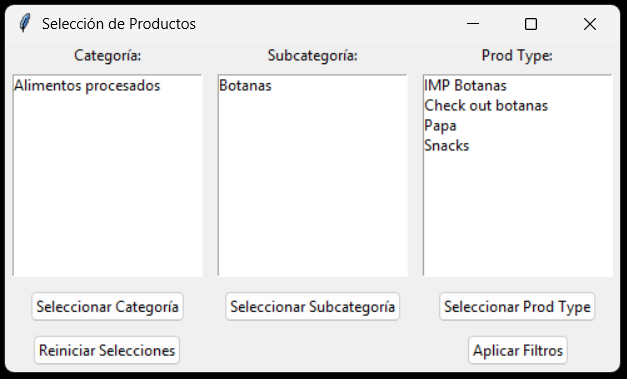 Selección de Productos
Categoría:
Subcategoría:
Prod Type:
Alimentos procesados
Botanas
IMP Botanas
Check out botanas
Papa
Snacks
Seleccionar Categoría
Seleccionar Subcategoría
Seleccionar Prod Type
Reiniciar Selecciones
Aplicar Filtros